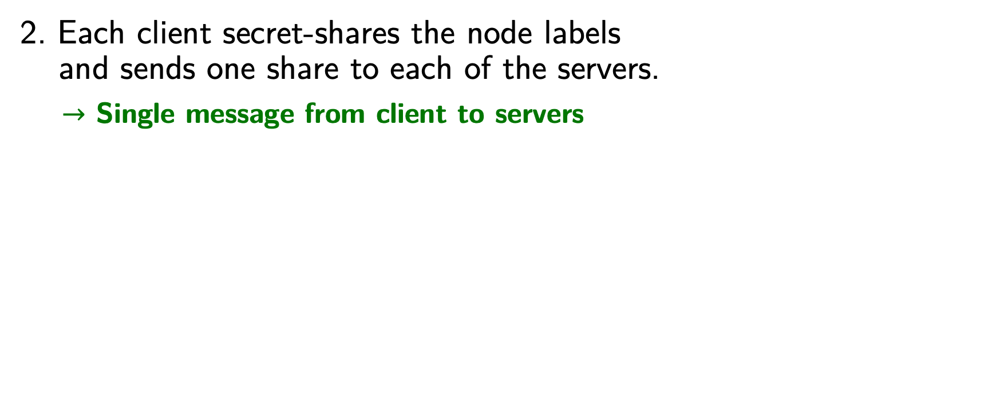 2. Each client secret-shares the node labels
and sends one share to each of the servers.
→ Single message from client to servers